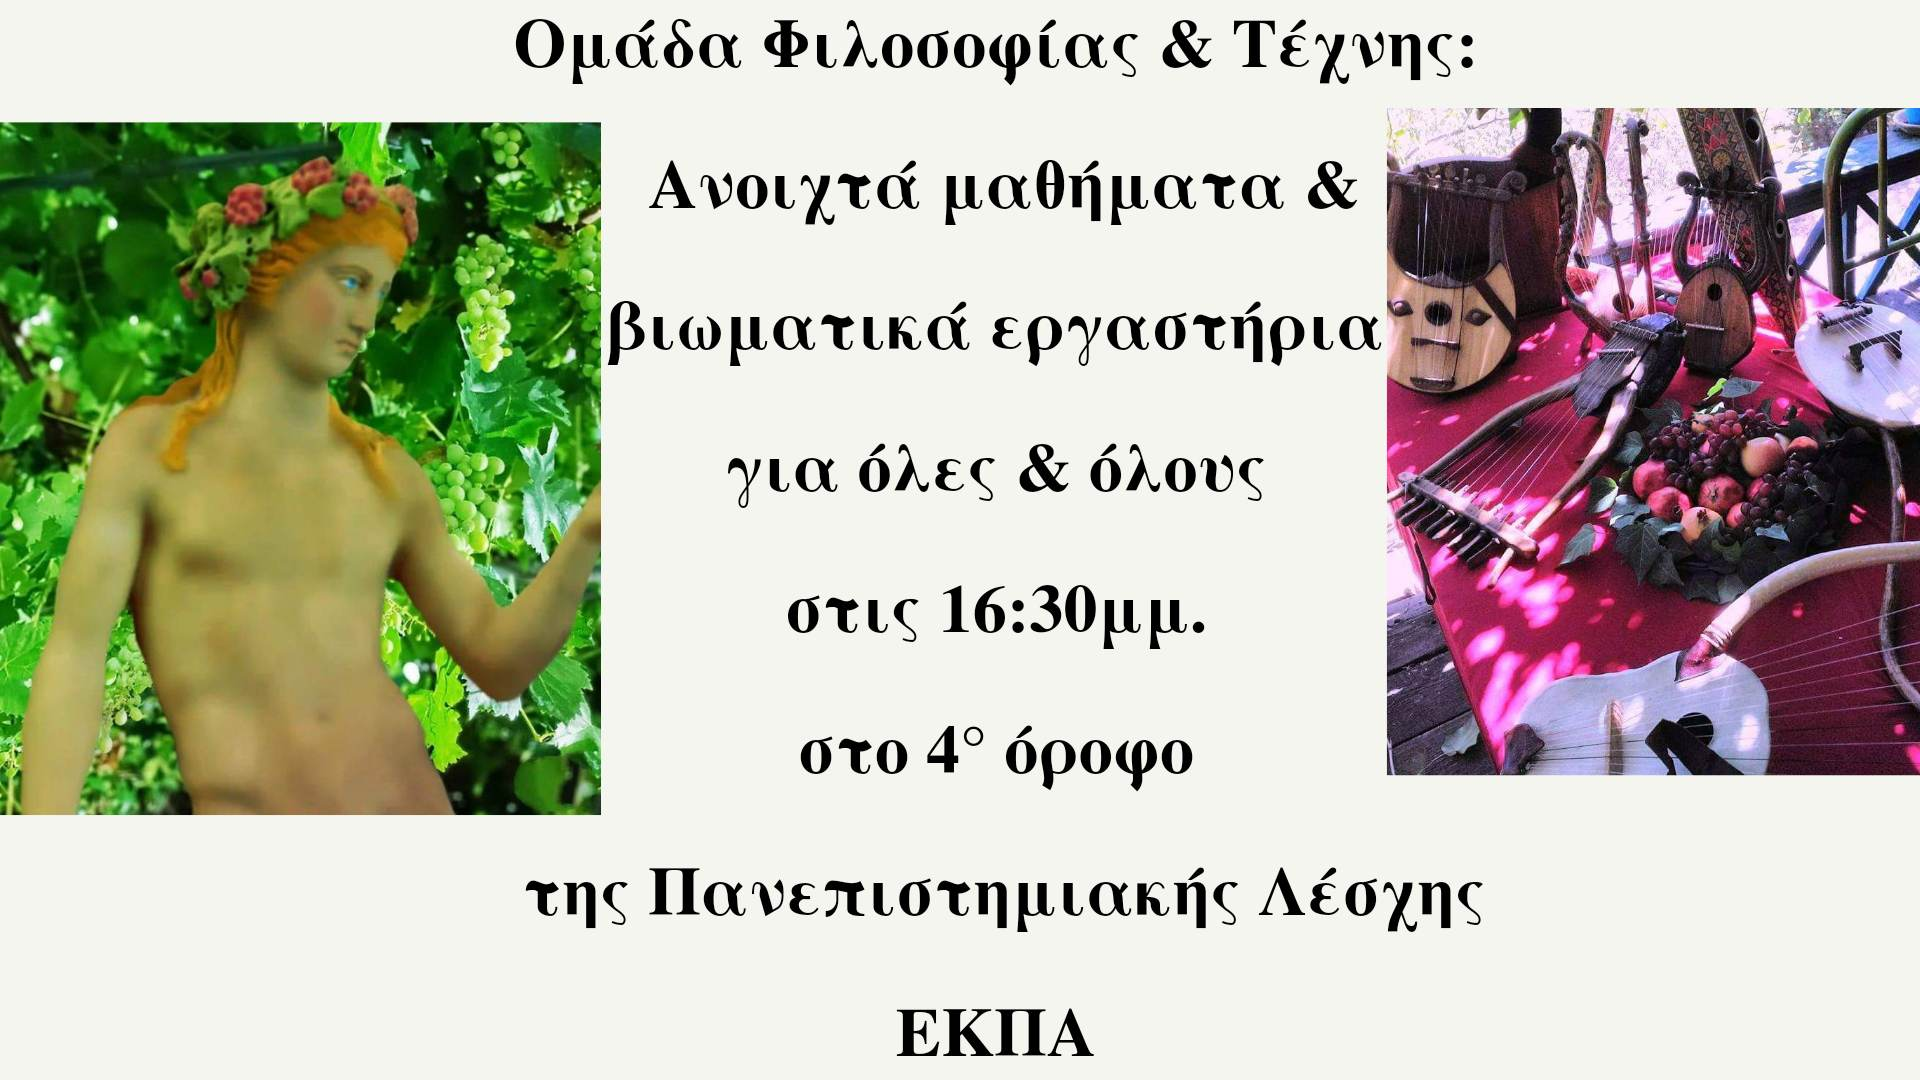 Ομάδα Φιλοσοφίας & Τέχνης:
Ανοιχτά μαθήματα &
βιωματικά εργαστήρια
για όλες & όλους
στις 16:30μμ.
στο 4° όροφο
της Πανεπιστημιακής Λέσχης
ΕΚΠΑ